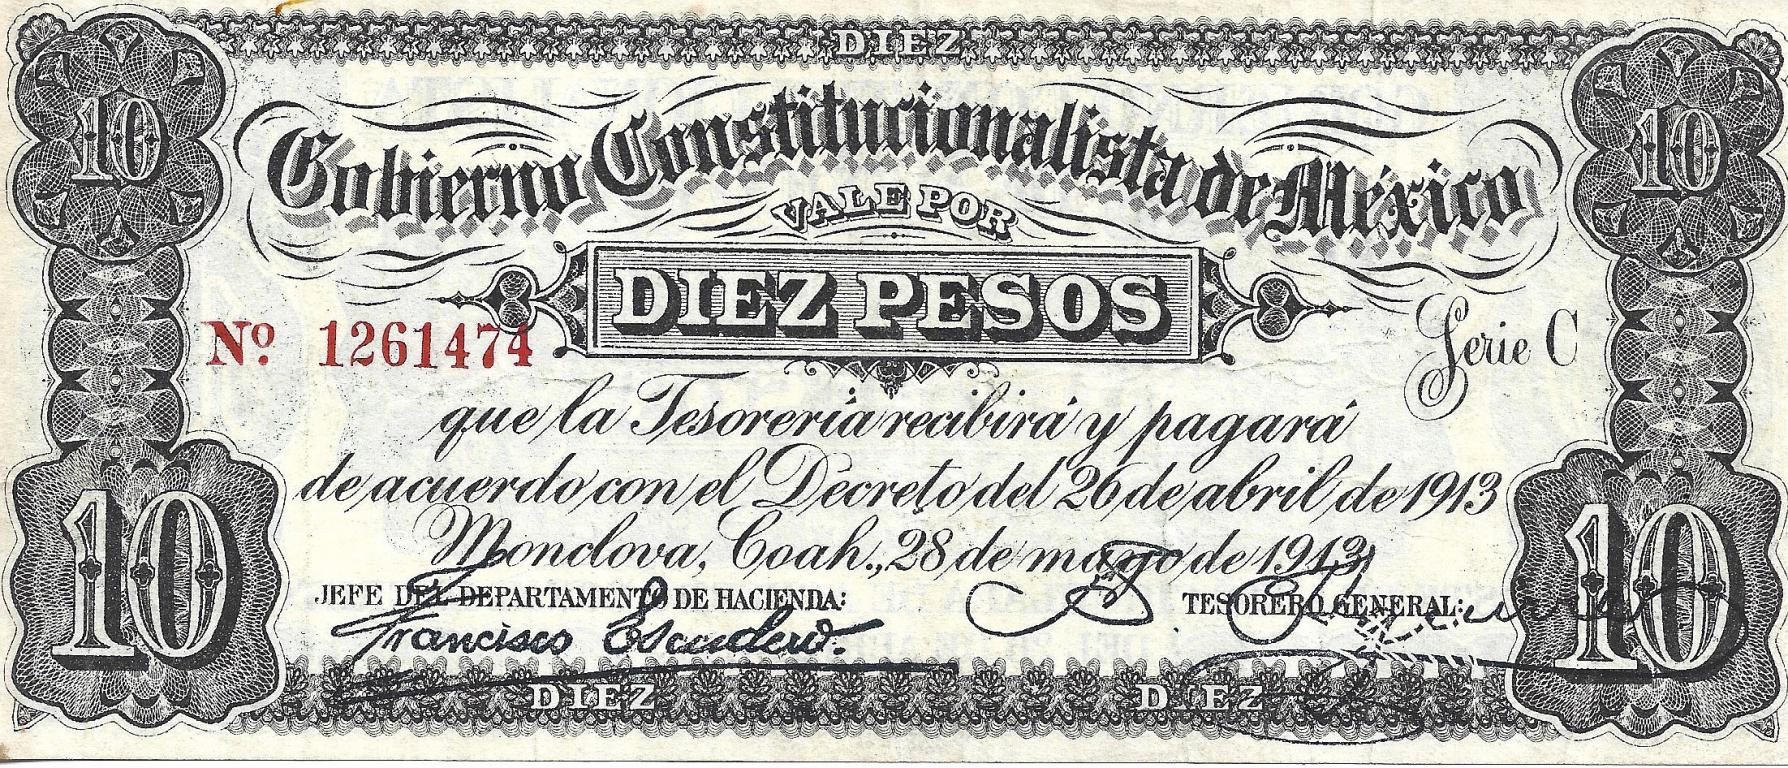 DIEZ
10 10
Gobierno Constitucionalista de México
VALE POR
DIEZ PESOS
Nº 1261474
Serie C
que la Tesorería recibirá y pagará
de acuerdo con el Decreto del 26 de abril de 1913
Monclova, Coah., 28 de mayo de 1913
JEFE DEL DEPARTAMENTO DE HACIENDA: TESORERO GENERAL:
Francisco Escudero.
10 10
DIEZ DIEZ